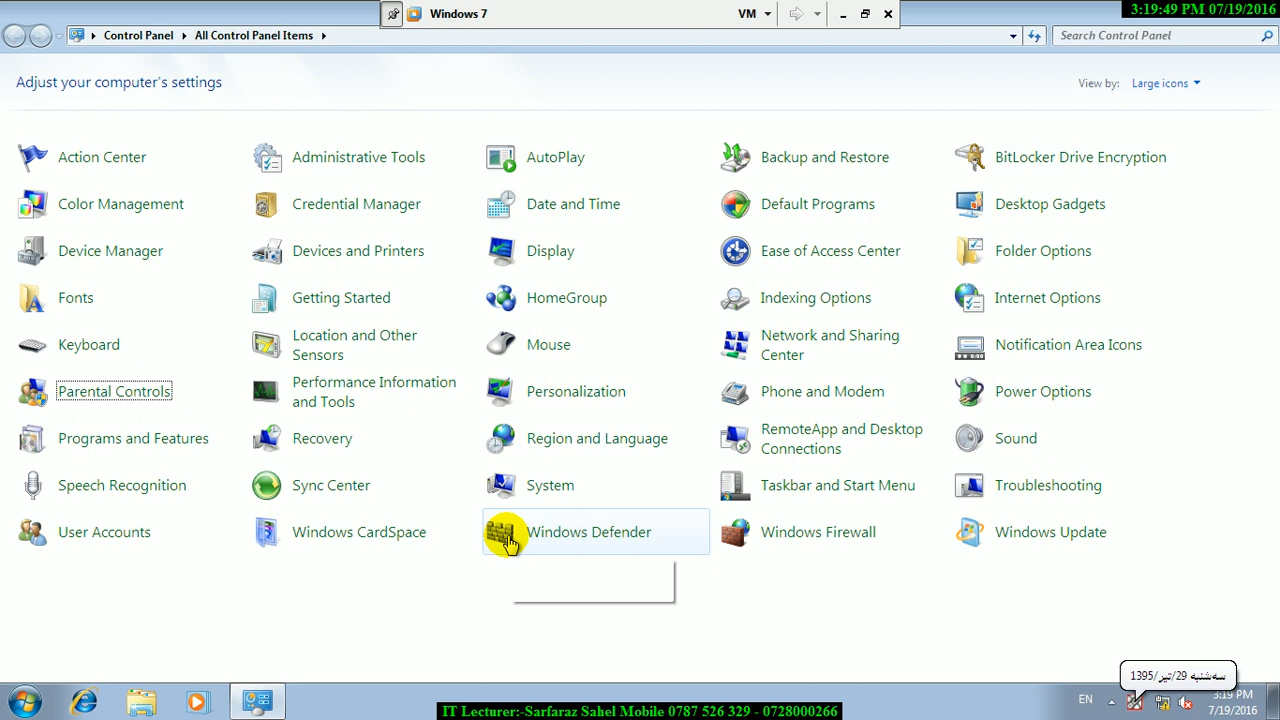 Windows 7
VM
3:19:49 PM 07/19/2016
Control Panel
All Control Panel Items
Search Control Panel
Adjust your computer's settings
View by:
Large icons
Action Center
Administrative Tools
AutoPlay
Backup and Restore
BitLocker Drive Encryption
Color Management
Credential Manager
Date and Time
Default Programs
Desktop Gadgets
Device Manager
Devices and Printers
Display
Ease of Access Center
Folder Options
Fonts
Getting Started
HomeGroup
Indexing Options
Internet Options
Keyboard
Location and Other
Sensors
Mouse
Network and Sharing
Center
Notification Area Icons
Parental Controls
Performance Information
and Tools
Personalization
Phone and Modem
Power Options
Programs and Features
Recovery
Region and Language
RemoteApp and Desktop
Connections
Sound
Speech Recognition
Sync Center
System
Taskbar and Start Menu
Troubleshooting
User Accounts
Windows CardSpace
Windows Defender
Windows Firewall
Windows Update
سه‌شنبه 29/تیر/1395
EN
3:19 PM
7/19/2016
IT Lecturer:-Sarfaraz Sahel Mobile 0787 526 329 - 0728000266